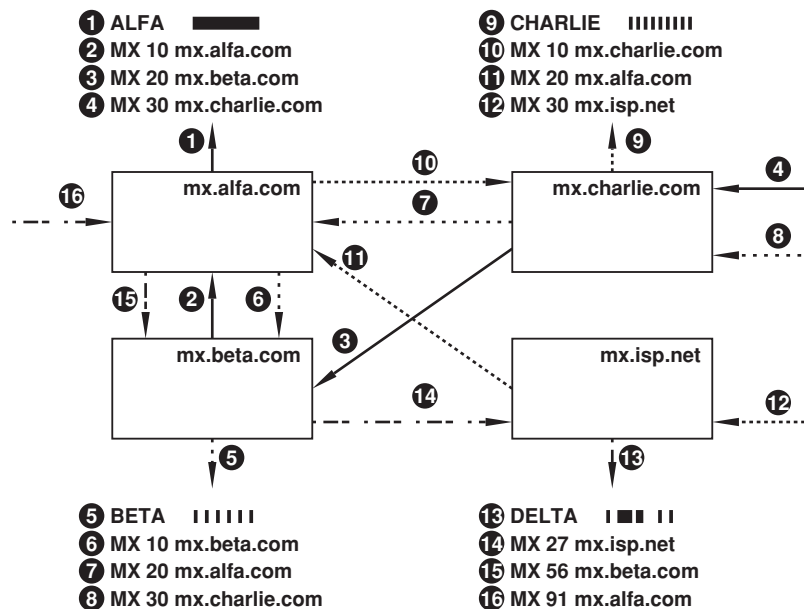 1 ALFA
2 MX 10 mx.alfa.com
3 MX 20 mx.beta.com
4 MX 30 mx.charlie.com
9 CHARLIE
10 MX 10 mx.charlie.com
11 MX 20 mx.alfa.com
12 MX 30 mx.isp.net
1
9
16
mx.alfa.com
10
7
mx.charlie.com
4
8
11
15
2
6
3
mx.beta.com
mx.isp.net
14
12
5
13
5 BETA
6 MX 10 mx.beta.com
7 MX 20 mx.alfa.com
8 MX 30 mx.charlie.com
13 DELTA
14 MX 27 mx.isp.net
15 MX 56 mx.beta.com
16 MX 91 mx.alfa.com